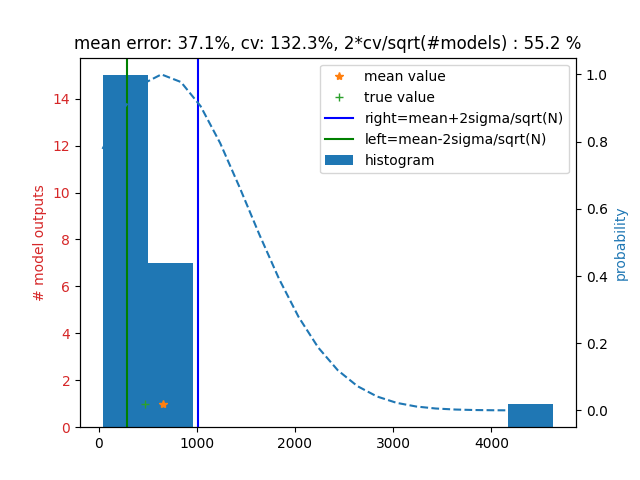 mean error: 37.1%, cv: 132.3%, 2*cv/sqrt(#models) : 55.2 %
mean value
true value
right=mean+2sigma/sqrt(N)
left=mean-2sigma/sqrt(N)
histogram
# model outputs
14
12
10
8
6
4
2
0
0
1000
2000
3000
4000
1.0
0.8
0.6
0.4
0.2
0.0
probability